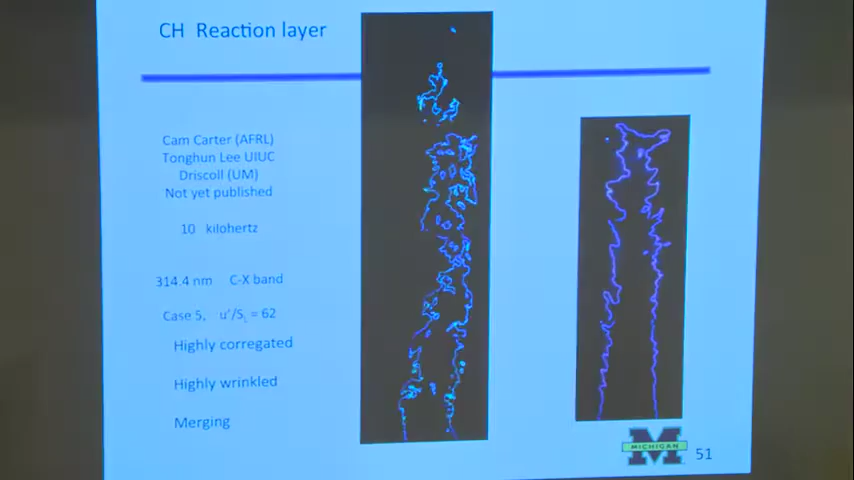 CH Reaction layer
Cam Carter (AFRL)
Tonghun Lee UIUC
Driscoll (UM)
Not yet published
10 kilohertz
314.4 nm C-X band
Case 5, u'/S_L = 62
Highly corregated
Highly wrinkled
Merging
MICHIGAN
51